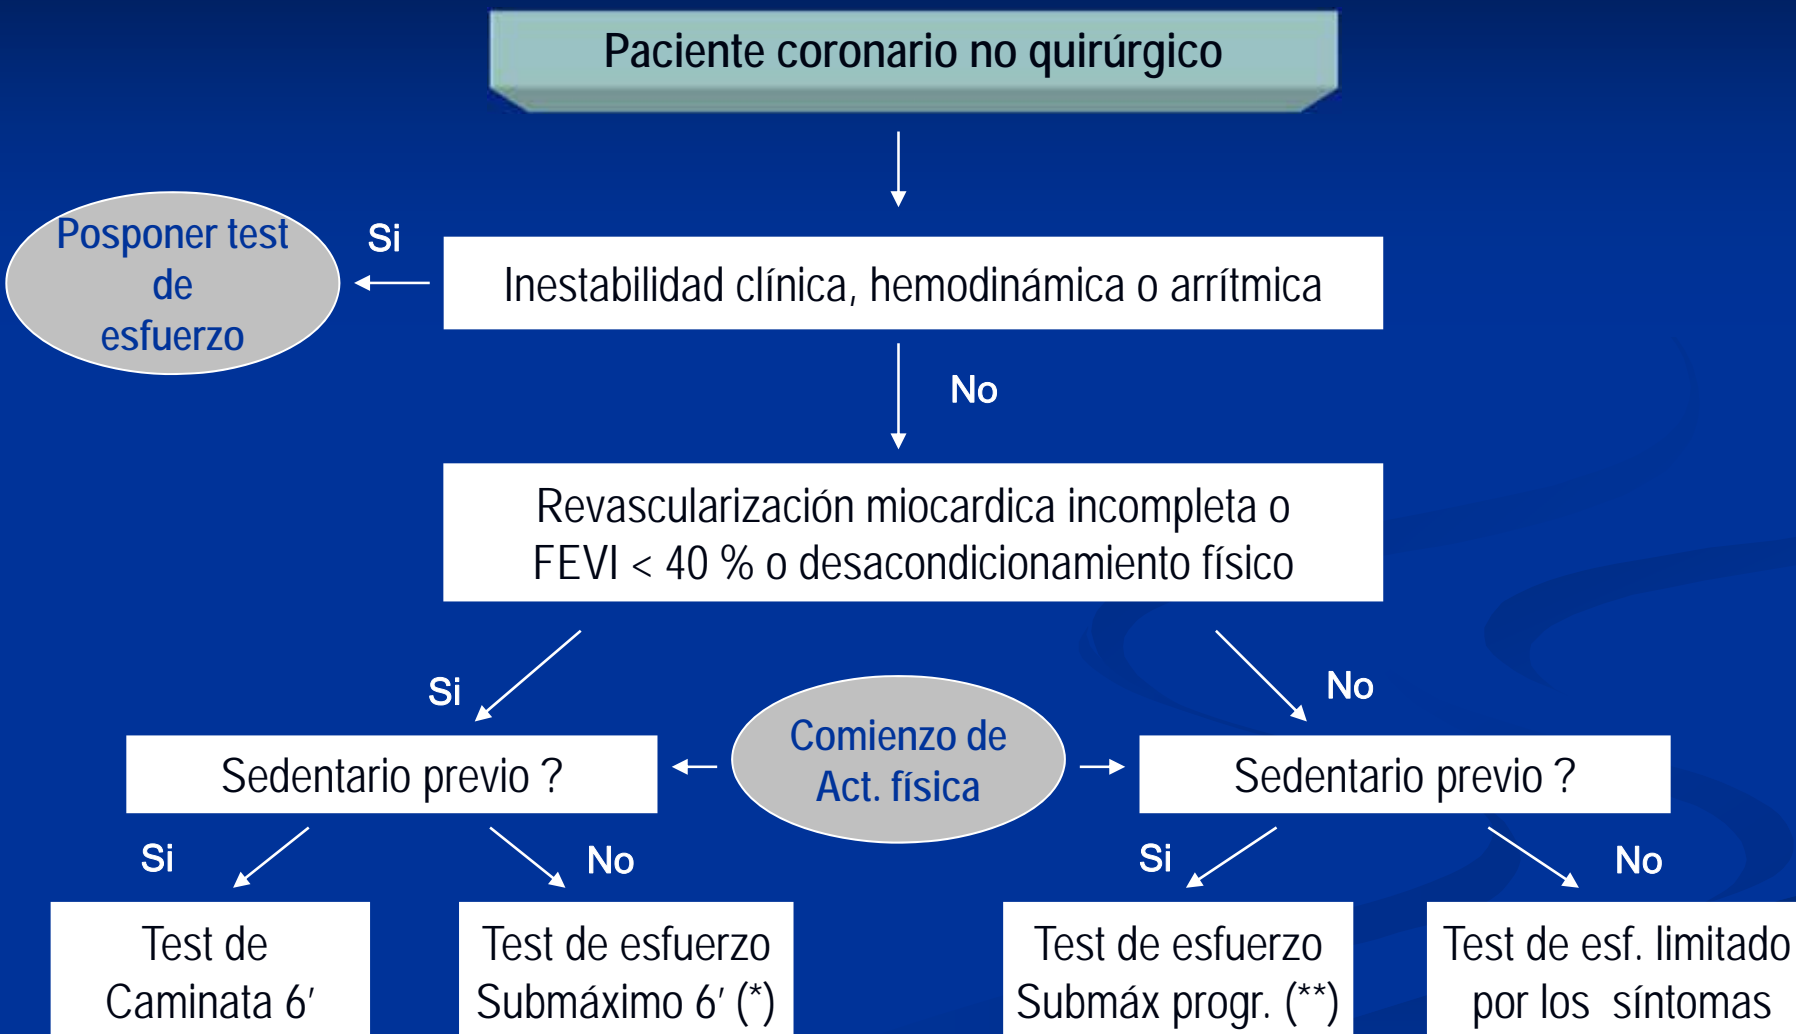 Paciente coronario no quirúrgico
Posponer test
de
esfuerzo
Si
Inestabilidad clínica, hemodinámica o arrítmica
No
Revascularización miocardica incompleta o
FEVI < 40 % o desacondicionamiento físico
Si
No
Comienzo de
Act. física
Sedentario previo ?
Sedentario previo ?
Si
No
Si
No
Test de
Caminata 6’
Test de esfuerzo
Submáximo 6’ (*)
Test de esfuerzo
Submáx progr. (**)
Test de esf. limitado
por los síntomas